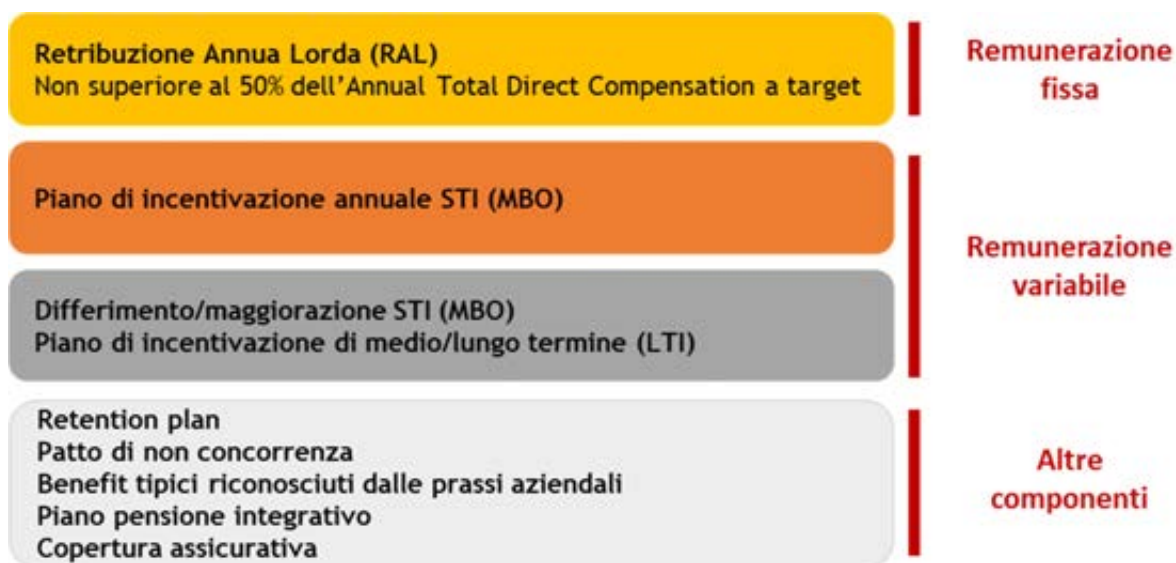 Retribuzione Annua Lorda (RAL)
Non superiore al 50% dell'Annual Total Direct Compensation a target
Remunerazione
fissa
Piano di incentivazione annuale STI (MBO)
Differimento/maggiorazione STI (MBO)
Piano di incentivazione di medio/lungo termine (LTI)
Remunerazione
variabile
Retention plan
Patto di non concorrenza
Benefit tipici riconosciuti dalle prassi aziendali
Piano pensione integrativo
Copertura assicurativa
Altre
componenti